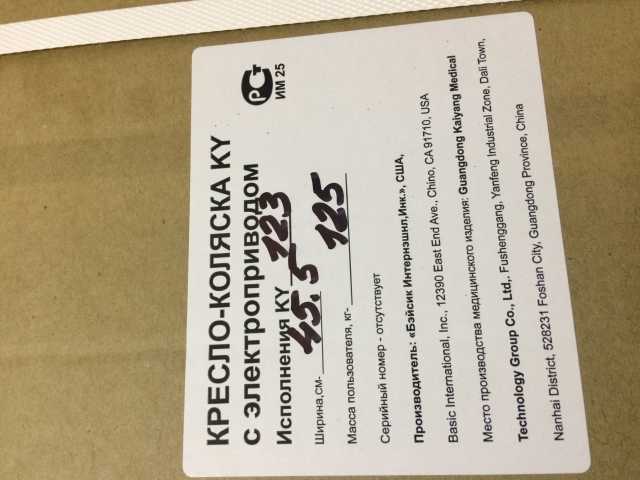 КРЕСЛО-КОЛЯСКА KY
с электроприводом
Исполнения KY 123
Ширина,см- 45.5
Масса пользователя, кг- 125
Серийный номер - отсутствует
Производитель: «Бэйсик Интернэшнл,Инк.», США,
Basic International, Inc., 12390 East End Ave., Chino, CA 91710, USA
Место производства медицинского изделия: Guangdong Kaiyang Medical
Technology Group Co., Ltd,. Fushenggang, Yanfeng Industrial Zone, Dali Town,
Nanhai District, 528231 Foshan City, Guangdong Province, China
РСТ
ИМ 25